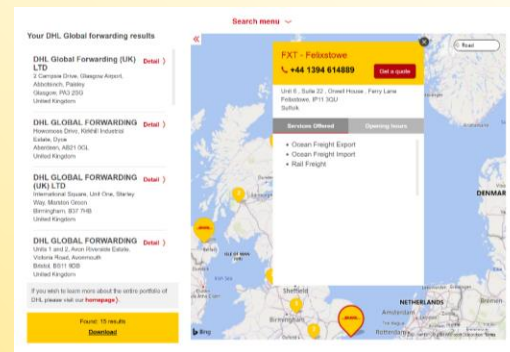 Search menu
Your DHL Global forwarding results
DHL Global Forwarding (UK) LTD
Detail
2 Campsie Drive, Glasgow Airport,
Abbotsinch, Paisley
Glasgow, PA3 2SG
United Kingdom
DHL GLOBAL FORWARDING
Detail
Howemoss Drive, Kirkhill Industrial
Estate, Dyce
Aberdeen, AB21 0GL
United Kingdom
DHL GLOBAL FORWARDING (UK) LTD
Detail
International Square, Unit One, Starley
Way, Marston Green
Birmingham, B37 7HB
United Kingdom
DHL GLOBAL FORWARDING
Detail
Units 1 and 2, Avon Riverside Estate,
Victoria Road, Avonmouth
Bristol, BS11 9DB
United Kingdom
If you wish to learn more about the entire portfolio of
DHL please visit our homepage
Found: 15 results
Download
FXT - Felixstowe
+44 1394 614889
Get a quote
Unit 6, Suite 22, Orwell House, Ferry Lane
Felixstowe, IP11 3QU
Suffolk
Services Offered
Opening hours
• Ocean Freight Export
• Ocean Freight Import
• Rail Freight
Road
DENMAR
ISLE OF MAN
Sheffield
Birmingham
NETHERLANDS
Amsterdam
Rotterdam
Bremen
Bing